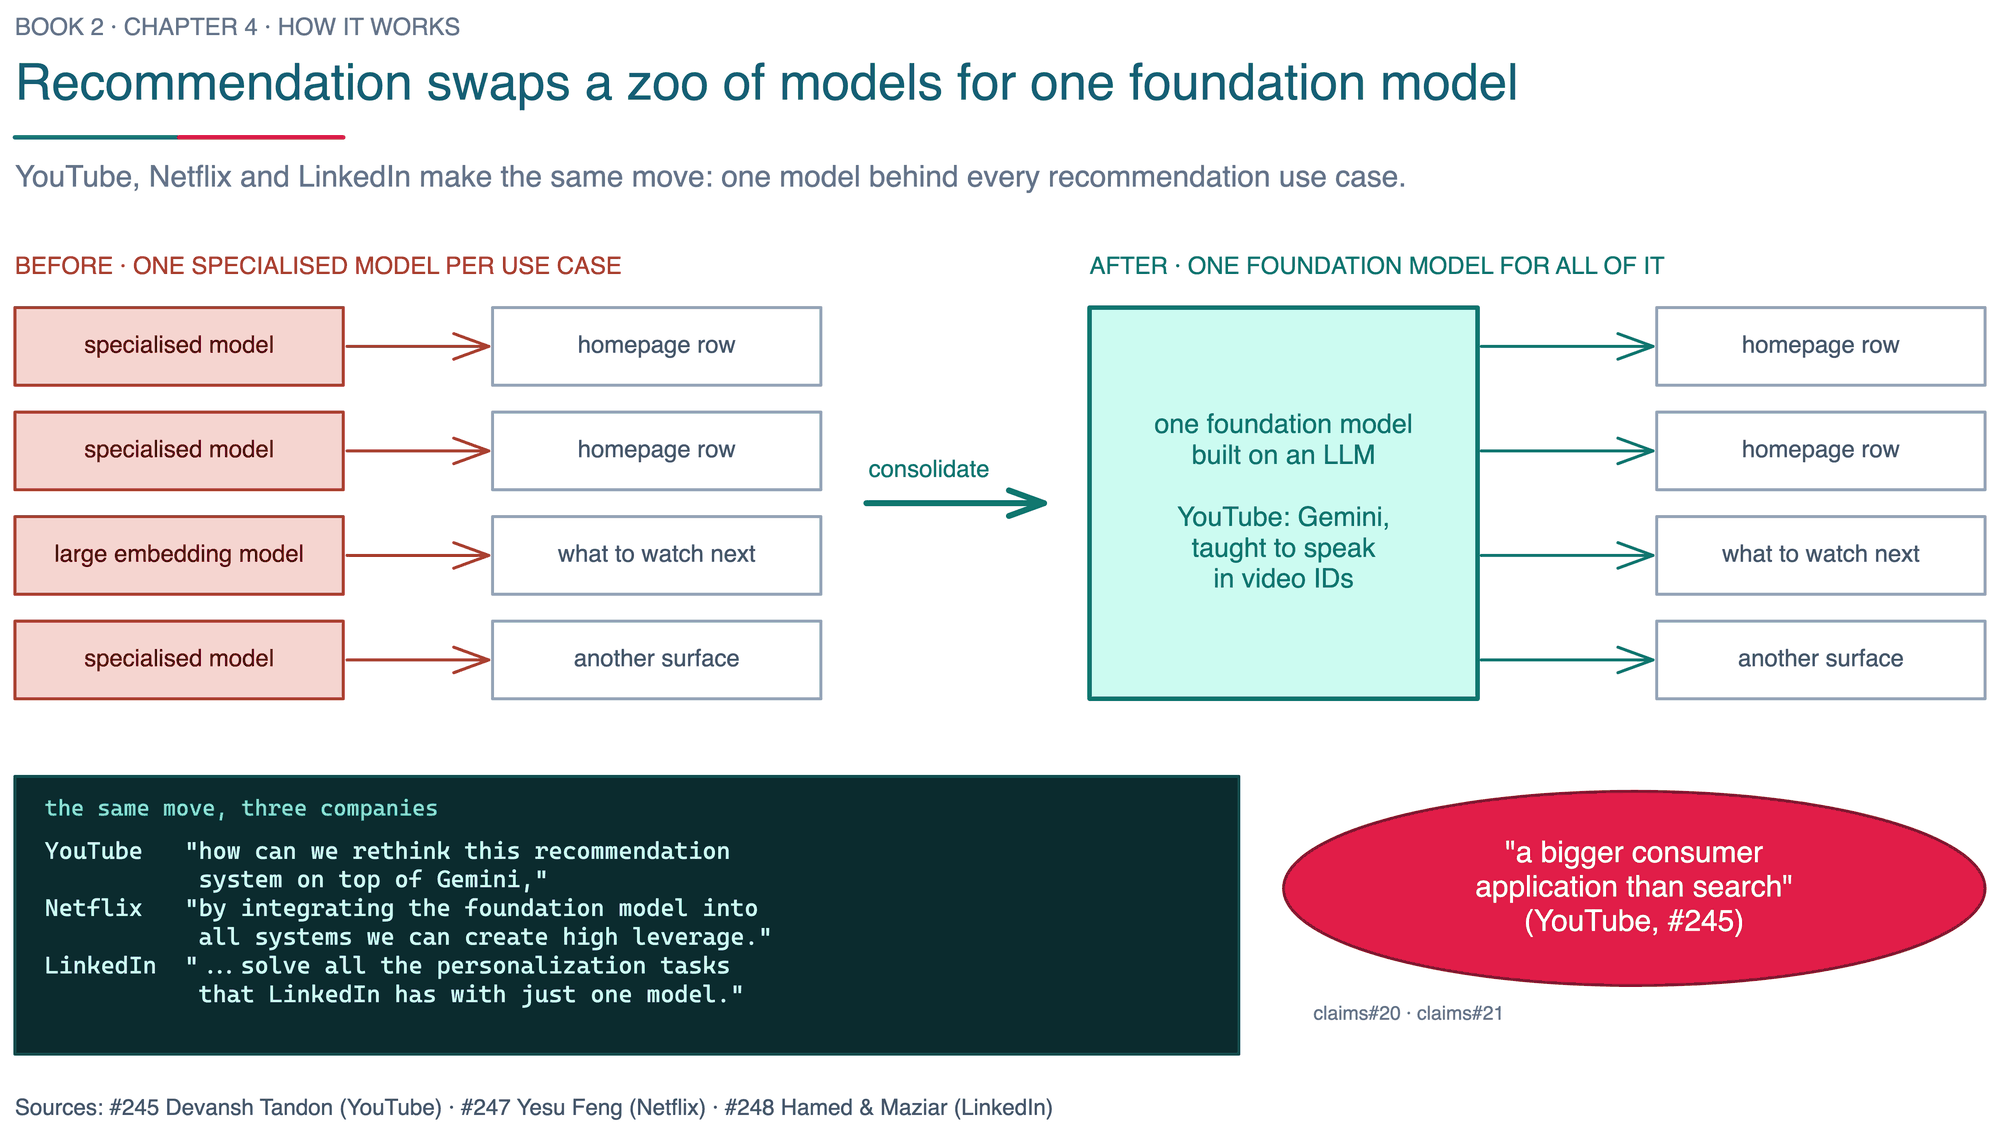 BOOK 2 · CHAPTER 4 · HOW IT WORKS
Recommendation swaps a zoo of models for one foundation model
YouTube, Netflix and LinkedIn make the same move: one model behind every recommendation use case.
BEFORE · ONE SPECIALISED MODEL PER USE CASE
specialised model
homepage row
specialised model
homepage row
large embedding model
what to watch next
specialised model
another surface
consolidate
AFTER · ONE FOUNDATION MODEL FOR ALL OF IT
one foundation model
built on an LLM
YouTube: Gemini,
taught to speak
in video IDs
homepage row
homepage row
what to watch next
another surface
the same move, three companies
YouTube "how can we rethink this recommendation
system on top of Gemini,"
Netflix "by integrating the foundation model into
all systems we can create high leverage."
LinkedIn "...solve all the personalization tasks
that LinkedIn has with just one model."
"a bigger consumer
application than search"
(YouTube, #245)
claims#20 · claims#21
Sources: #245 Devansh Tandon (YouTube) · #247 Yesu Feng (Netflix) · #248 Hamed & Maziar (LinkedIn)